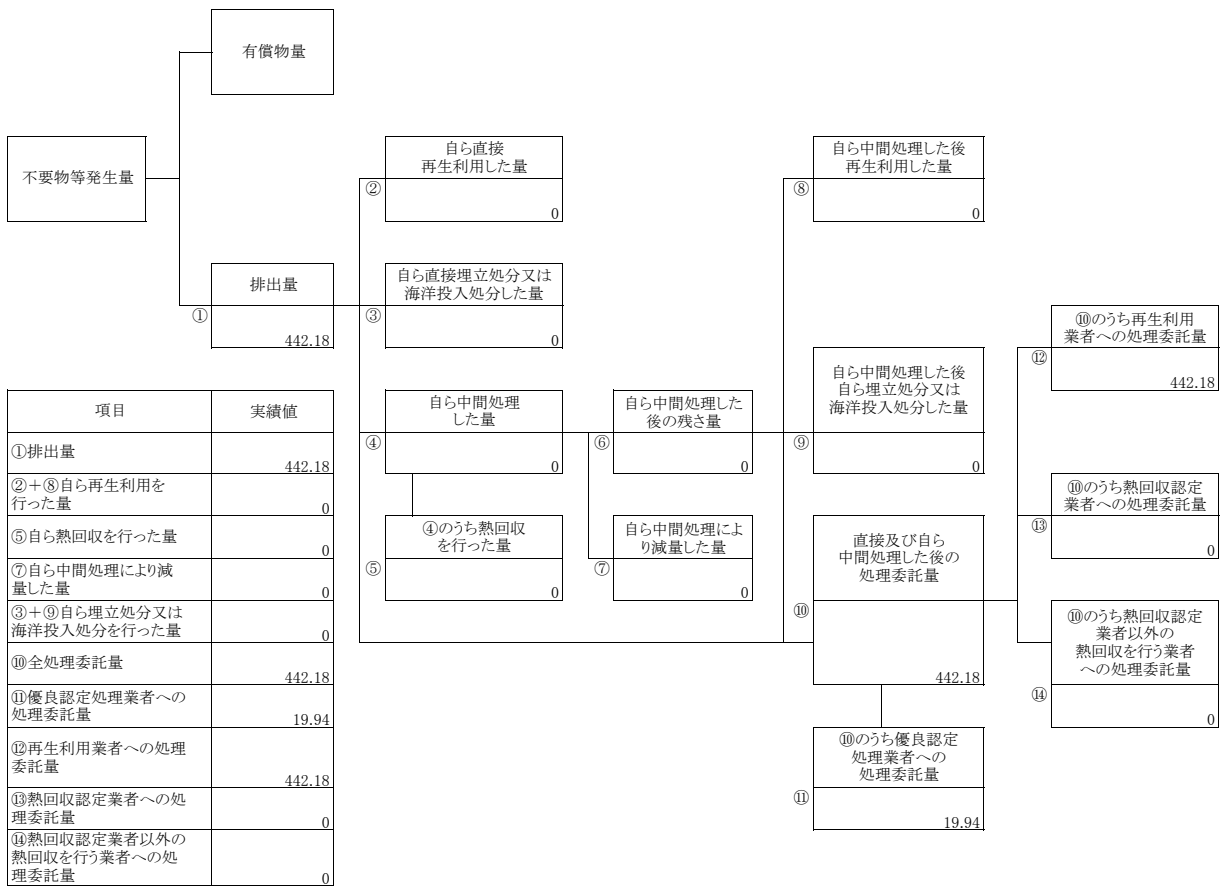 有償物量
不要物等発生量
自ら直接
再生利用した量
②
0
自ら中間処理した後
再生利用した量
⑧
0
排出量
①
442.18
自ら直接埋立処分又は
海洋投入処分した量
③
0
⑩のうち再生利用
業者への処理委託量
⑫
442.18
自ら中間処理
した量
④
0
自ら中間処理した
後の残さ量
⑥
0
自ら中間処理した後
自ら埋立処分又は
海洋投入処分した量
⑨
0
⑩のうち熱回収認定
業者への処理委託量
⑬
0
④のうち熱回収
を行った量
⑤
0
自ら中間処理によ
り減量した量
⑦
0
直接及び自ら
中間処理した後の
処理委託量
⑩
442.18
⑩のうち熱回収認定
業者以外の
熱回収を行う業者
への処理委託量
⑭
0
⑩のうち優良認定
処理業者への
処理委託量
⑪
19.94
項目 実績値
①排出量
442.18
②+⑧自ら再生利用を
行った量
0
⑤自ら熱回収を行った量
0
⑦自ら中間処理により減
量した量
0
③+⑨自ら埋立処分又は
海洋投入処分を行った量
0
⑩全処理委託量
442.18
⑪優良認定処理業者への
処理委託量
19.94
⑫再生利用業者への処理
委託量
442.18
⑬熱回収認定業者への処
理委託量
0
⑭熱回収認定業者以外の
熱回収を行う業者への処
理委託量
0